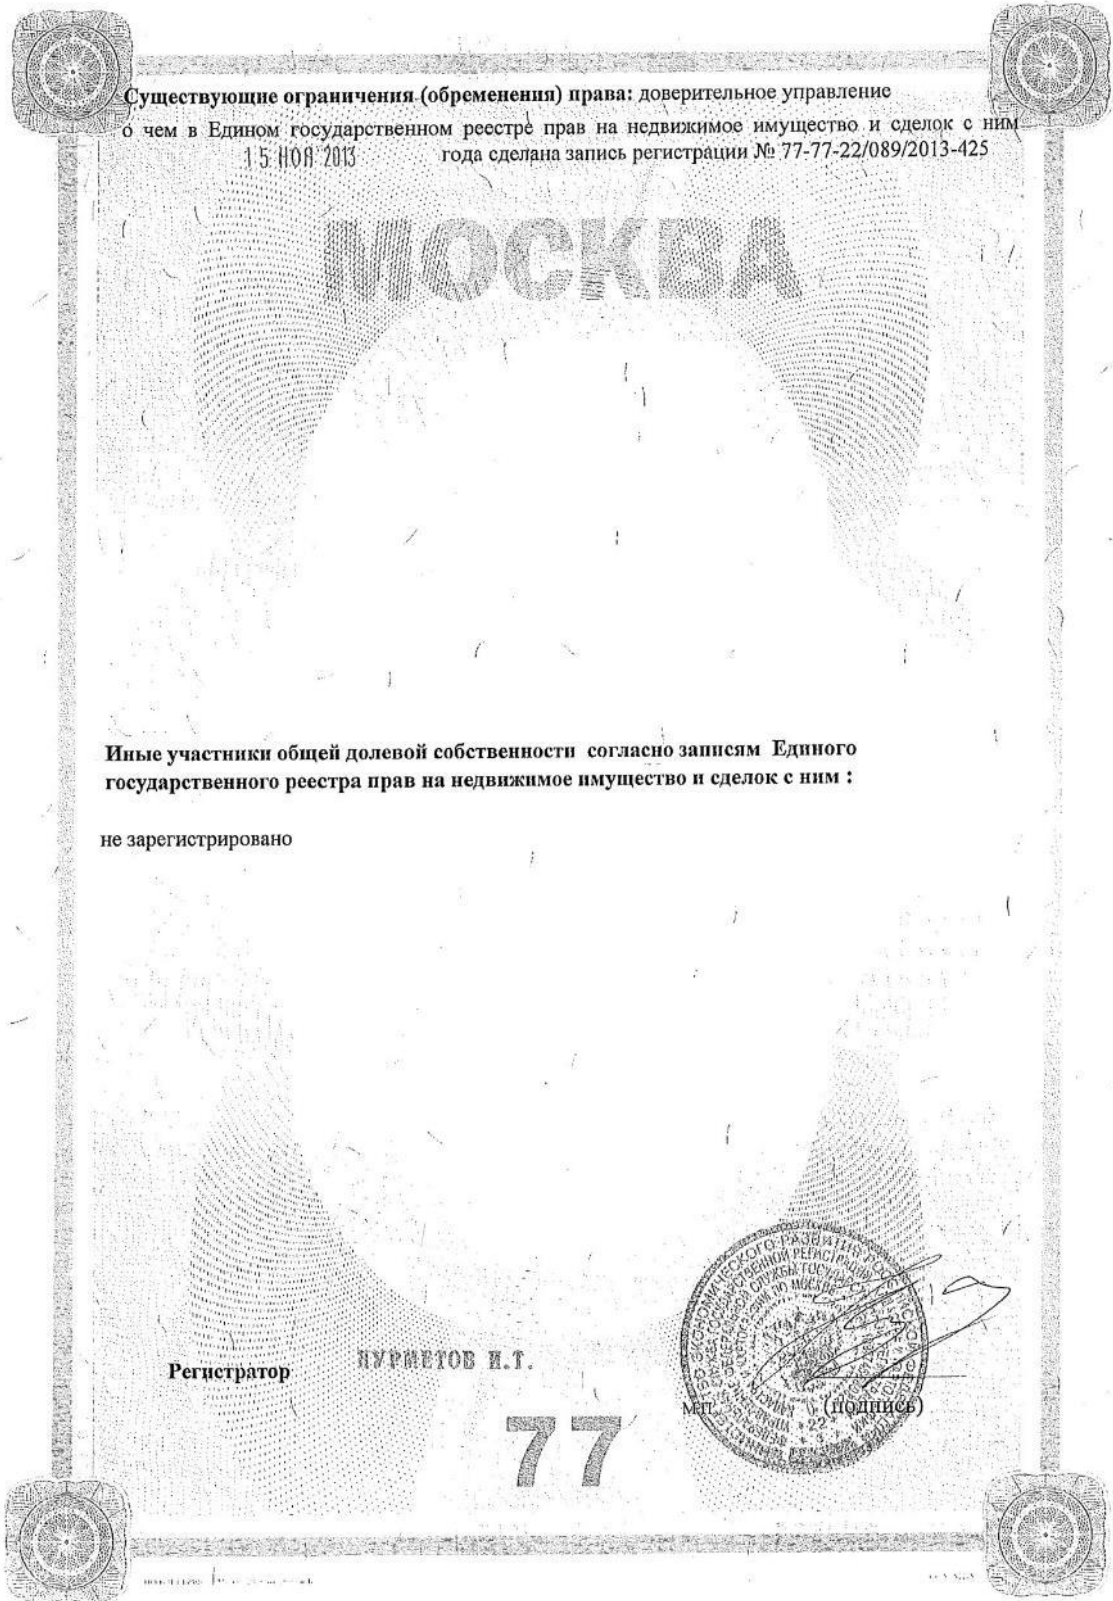 Существующие ограничения (обременения) права: доверительное управление
о чем в Едином государственном реестре прав на недвижимое имущество и сделок с ним
15 НОЯ 2013 года сделана запись регистрации № 77-77-22/089/2013-425
МОСКВА
Иные участники общей долевой собственности согласно записям Единого
государственного реестра прав на недвижимое имущество и сделок с ним :
не зарегистрировано
Регистратор
НУРМЕТОВ И.Т.
М.П.
(подпись)
77